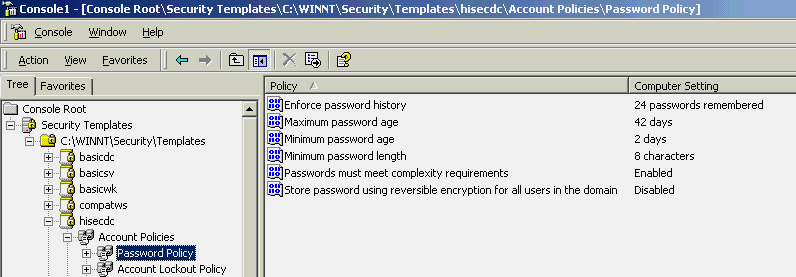 Console1 - [Console Root\Security Templates\C:\WINNT\Security\Templates\hisecdc\Account Policies\Password Policy]
Console Window Help
Action View Favorites
Tree Favorites
Policy Computer Setting
Console Root
Security Templates
C:\WINNT\Security\Templates
basicdc
basicsv
basicwk
compatws
hisecdc
Account Policies
Password Policy
Account Lockout Policy
Enforce password history 24 passwords remembered
Maximum password age 42 days
Minimum password age 2 days
Minimum password length 8 characters
Passwords must meet complexity requirements Enabled
Store password using reversible encryption for all users in the domain Disabled